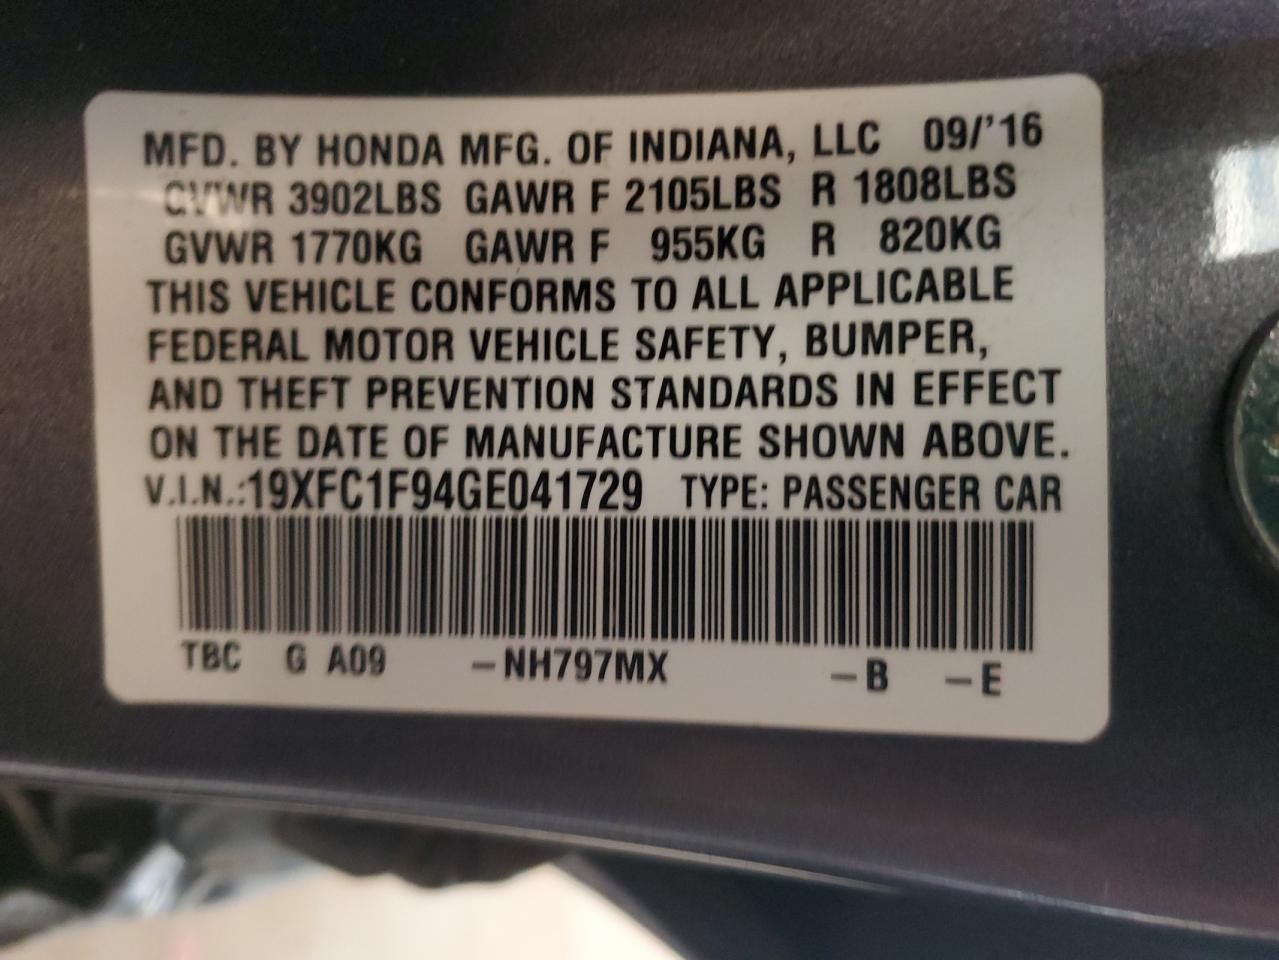 MFD. BY HONDA MFG. OF INDIANA, LLC 09/'16
GVWR 3902LBS GAWR F 2105LBS R 1808LBS
GVWR 1770KG GAWR F 955KG R 820KG
THIS VEHICLE CONFORMS TO ALL APPLICABLE
FEDERAL MOTOR VEHICLE SAFETY, BUMPER,
AND THEFT PREVENTION STANDARDS IN EFFECT
ON THE DATE OF MANUFACTURE SHOWN ABOVE.
V.I.N.:19XFC1F94GE041729 TYPE: PASSENGER CAR
TBC G A09 -NH797MX -B -E